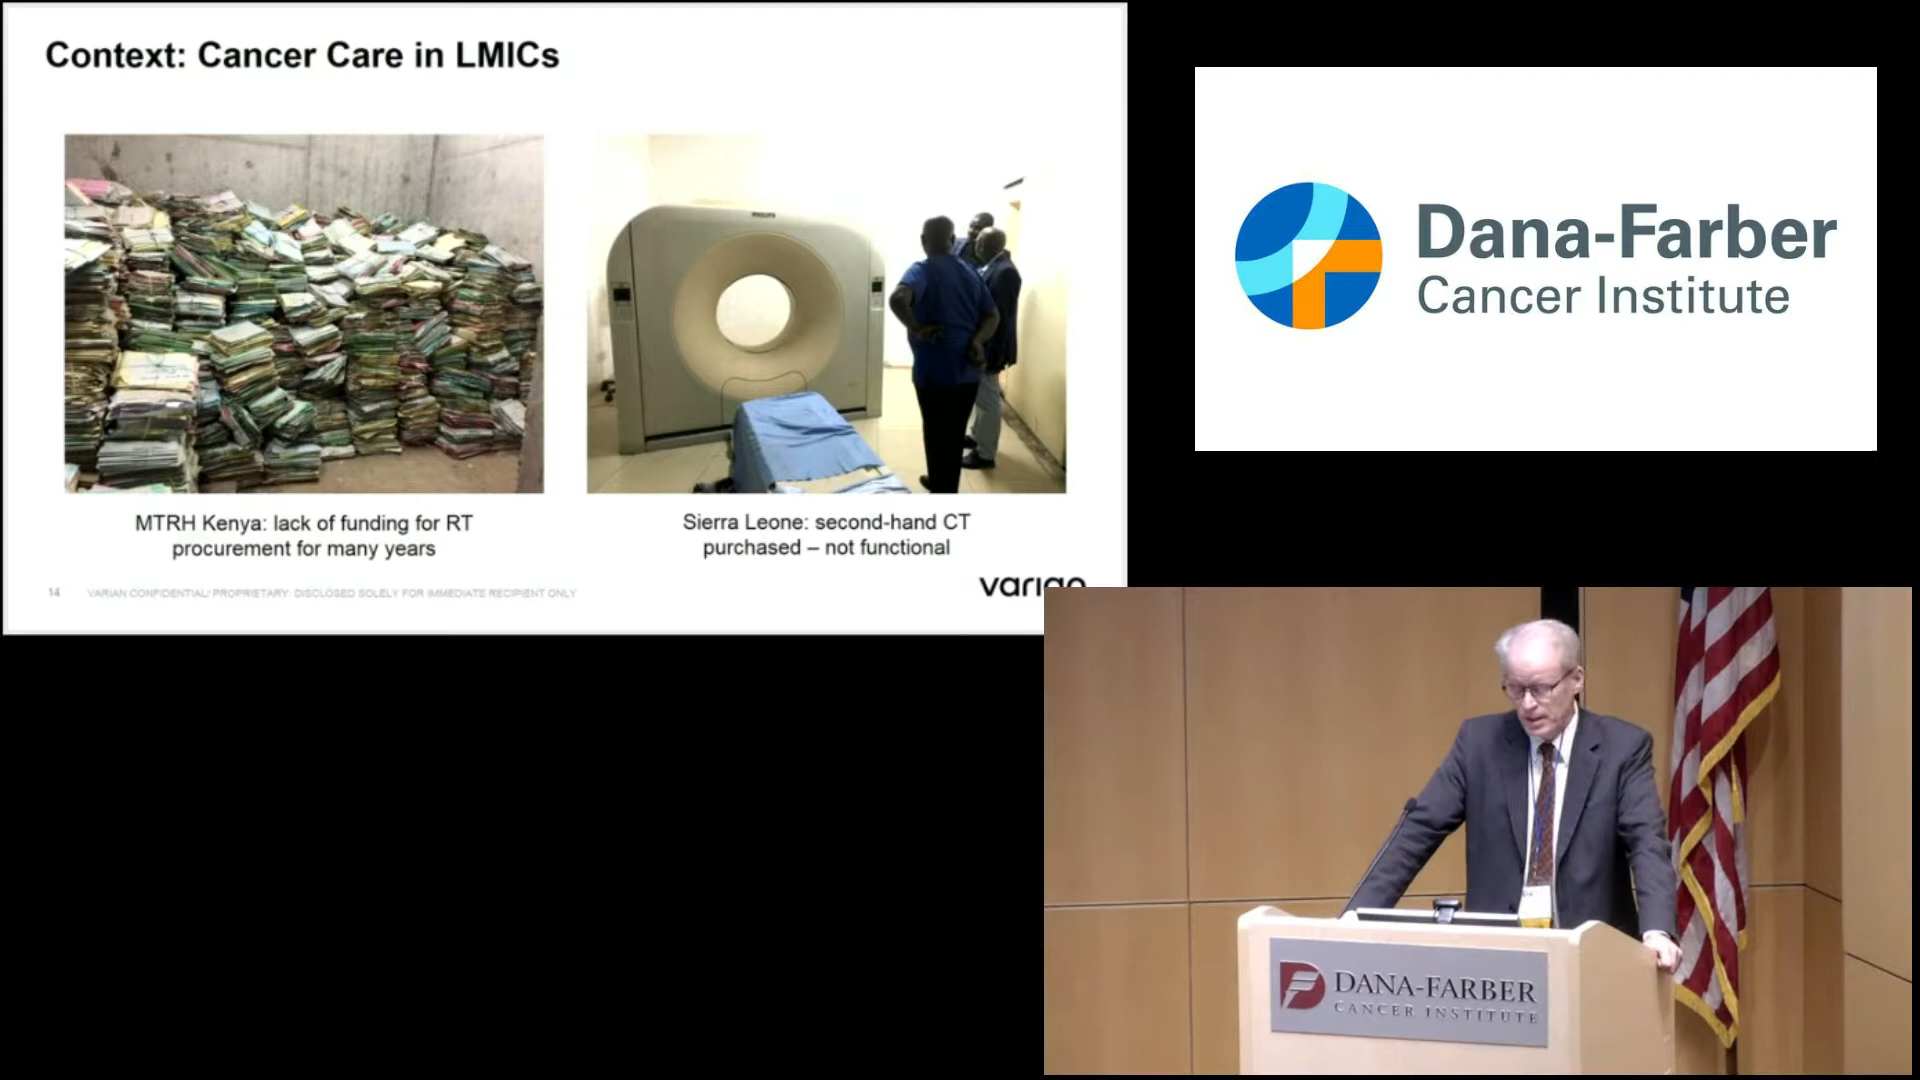 Context: Cancer Care in LMICs
PHILIPS
MTRH Kenya: lack of funding for RT
procurement for many years
Sierra Leone: second-hand CT
purchased – not functional
14 VARIAN CONFIDENTIAL/ PROPRIETARY: DISCLOSED SOLELY FOR IMMEDIATE RECIPIENT ONLY
varian
Dana-Farber
Cancer Institute
DANA-FARBER
CANCER INSTITUTE